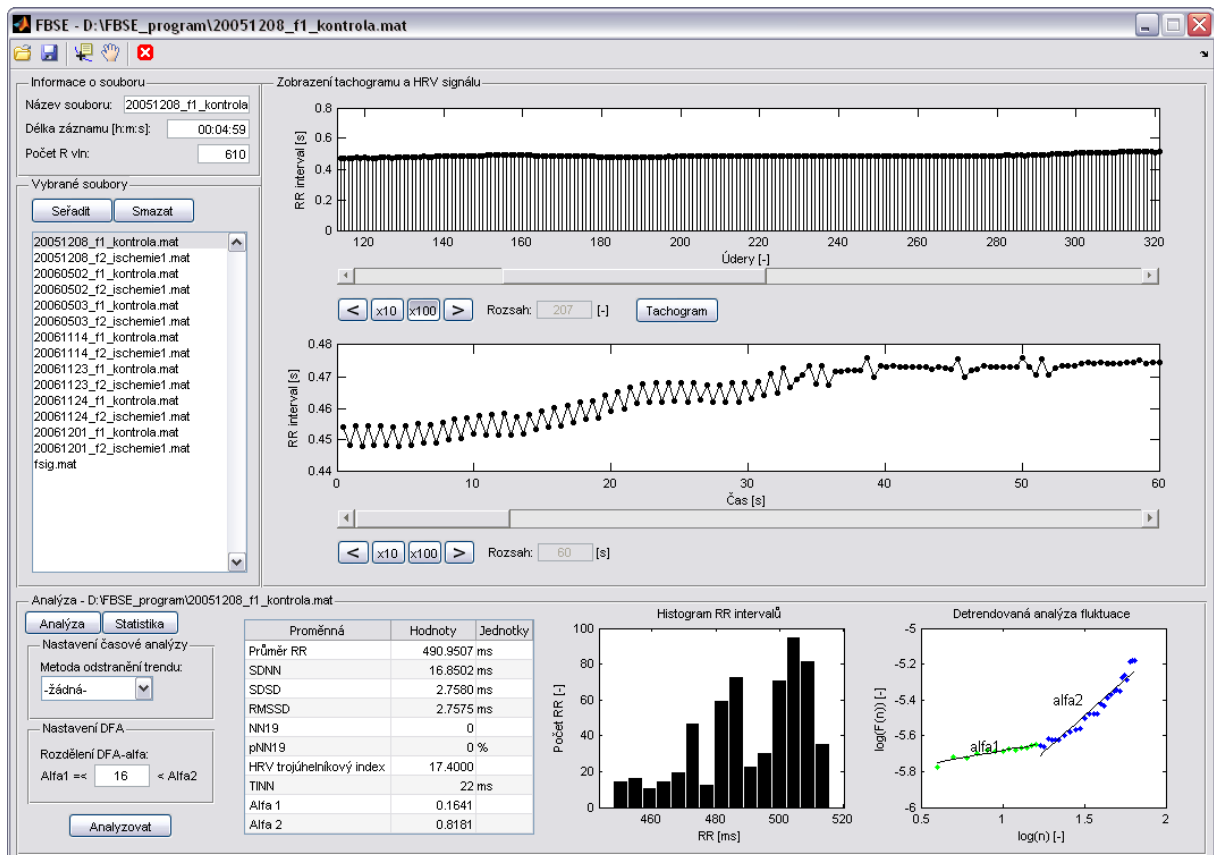 FBSE - D:\FBSE_program\20051208_f1_kontrola.mat
Informace o souboru
Název souboru: 20051208_f1_kontrola
Délka záznamu [h:m:s]: 00:04:59
Počet R vln: 610
Vybrané soubory
Seřadit Smazat
20051208_f1_kontrola.mat
20051208_f2_ischemie1.mat
20060502_f1_kontrola.mat
20060502_f2_ischemie1.mat
20060503_f1_kontrola.mat
20060503_f2_ischemie1.mat
20061114_f1_kontrola.mat
20061114_f2_ischemie1.mat
20061123_f1_kontrola.mat
20061123_f2_ischemie1.mat
20061124_f1_kontrola.mat
20061124_f2_ischemie1.mat
20061201_f1_kontrola.mat
20061201_f2_ischemie1.mat
fsig.mat
Zobrazení tachogramu a HRV signálu
RR interval [s]
0.8
0.6
0.4
0.2
0
120 140 160 180 200 220 240 260 280 300 320
Údery [-]
< x10 x100 > Rozsah: 207 [-] Tachogram
RR interval [s]
0.48
0.47
0.46
0.45
0.44
0 10 20 30 40 50 60
Čas [s]
< x10 x100 > Rozsah: 60 [s]
Analýza - D:\FBSE_program\20051208_f1_kontrola.mat
Analýza Statistika
Nastavení časové analýzy
Metoda odstranění trendu:
-žádná-
Nastavení DFA
Rozdělení DFA-alfa:
Alfa1 =< 16 < Alfa2
Analyzovat
Proměnná Hodnoty Jednotky
Průměr RR 490.9507 ms
SDNN 16.8502 ms
SDSD 2.7580 ms
RMSSD 2.7575 ms
NN19 0
pNN19 0 %
HRV trojúhelníkový index 17.4000
TINN 22 ms
Alfa 1 0.1641
Alfa 2 0.8181
Histogram RR intervalů
Počet RR [-]
100
80
60
40
20
0
460 480 500 520
RR [ms]
Detrendovaná analýza fluktuace
log(F(n)) [-]
-5
-5.2
-5.4
-5.6
-5.8
-6
alfa2
alfa1
0.5 1 1.5 2
log(n) [-]